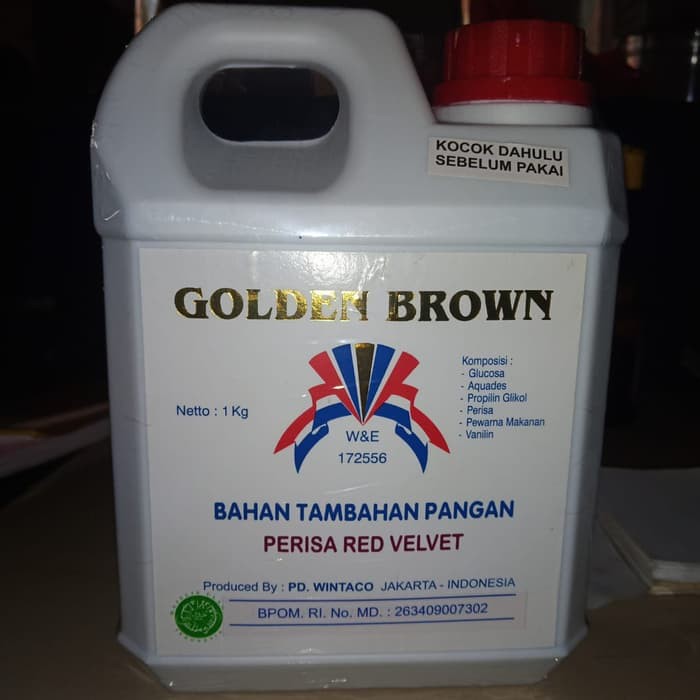 KOCOK DAHULU
SEBELUM PAKAI
GOLDEN BROWN
Netto : 1 Kg
W&E
172556
Komposisi :
- Glucosa
- Aquades
- Propilin Glikol
- Perisa
- Pewarna Makanan
- Vanilin
BAHAN TAMBAHAN PANGAN
PERISA RED VELVET
Produced By : PD. WINTACO JAKARTA - INDONESIA
BPOM. RI. No. MD. : 263409007302